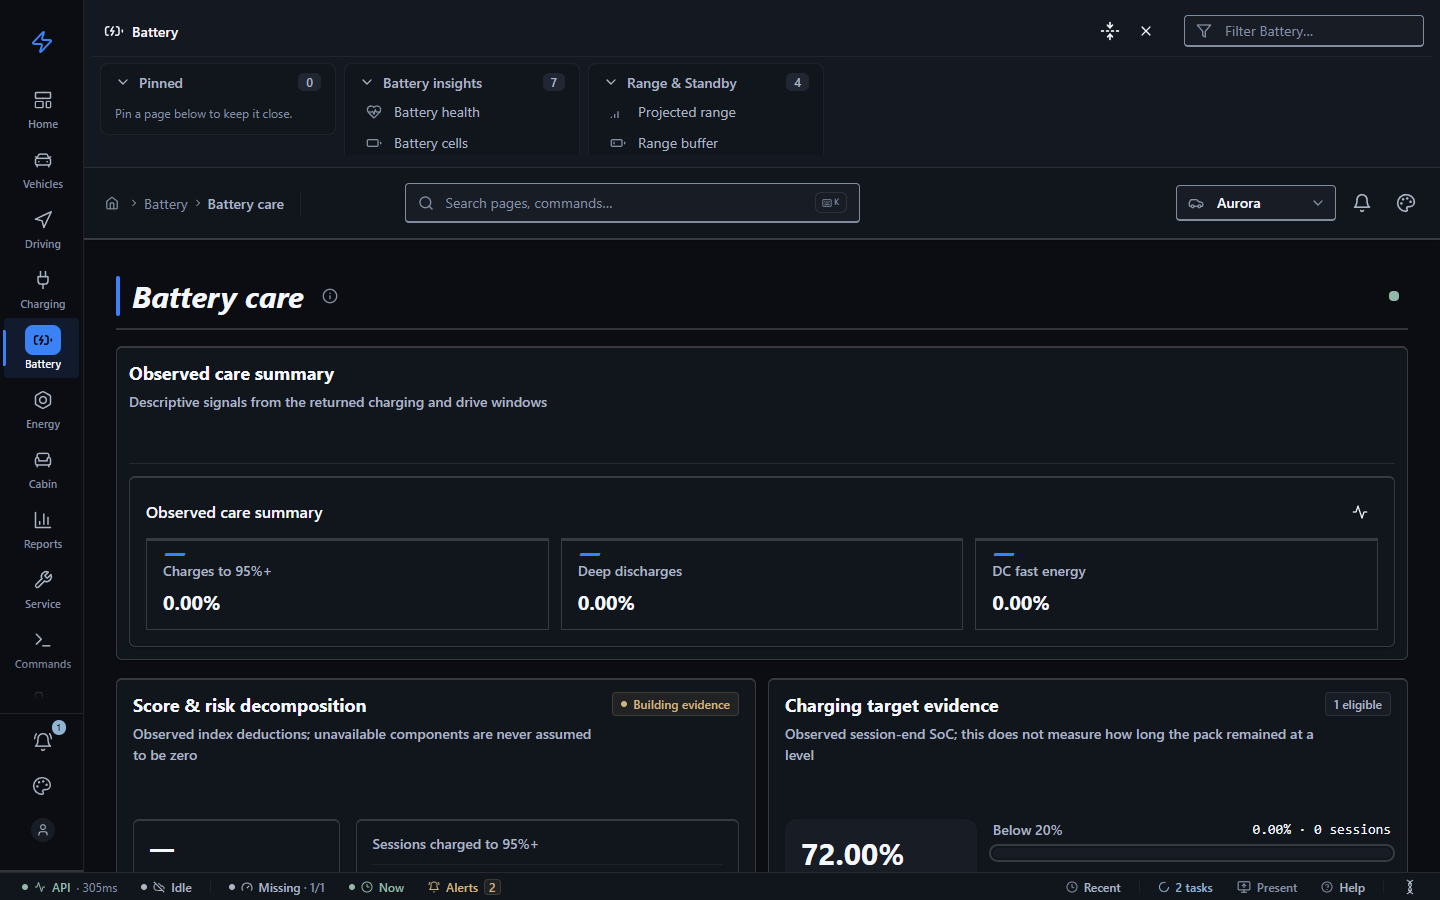 Battery
Filter Battery...
Home
Vehicles
Driving
Charging
Battery
Energy
Cabin
Reports
Service
Commands
1
Pinned
0
Pin a page below to keep it close.
Battery insights
7
Battery health
Battery cells
Range & Standby
4
Projected range
Range buffer
Battery
Battery care
Search pages, commands...
K
Aurora
Battery care
Observed care summary
Descriptive signals from the returned charging and drive windows
Observed care summary
Charges to 95%+
0.00%
Deep discharges
0.00%
DC fast energy
0.00%
Score & risk decomposition
Building evidence
Observed index deductions; unavailable components are never assumed
to be zero
—
Sessions charged to 95%+
Charging target evidence
1 eligible
Observed session-end SoC; this does not measure how long the pack remained at a
level
72.00%
Below 20%
0.00% · 0 sessions
API · 305ms
Idle
Missing · 1/1
Now
Alerts 2
Recent
2 tasks
Present
Help